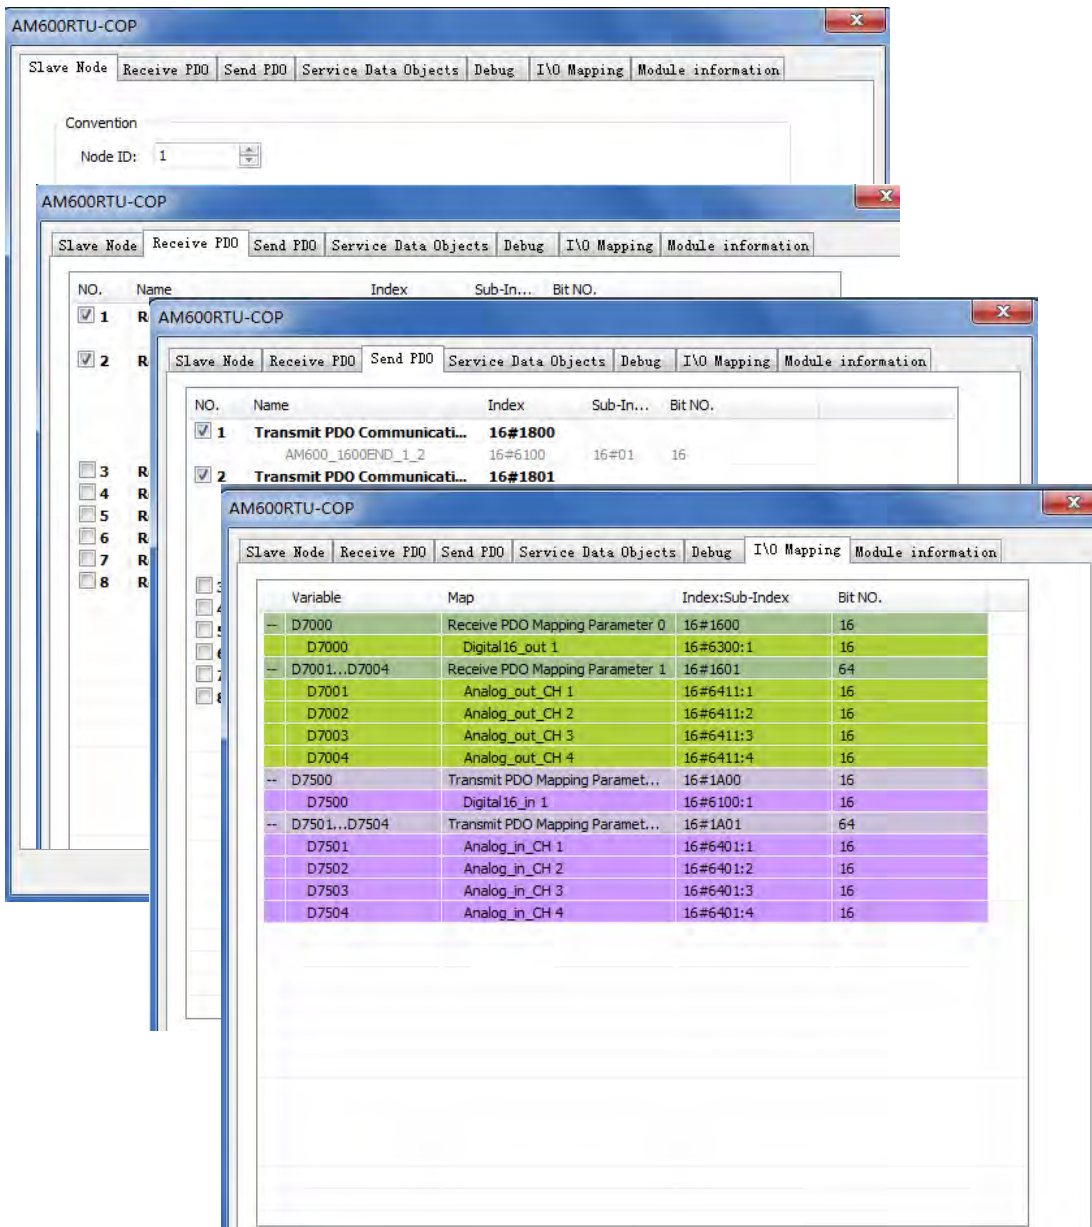 AM600RTU-COP
Slave Node Receive PDO Send PDO Service Data Objects Debug I\O Mapping Module information
Convention
Node ID: 1
AM600RTU-COP
Slave Node Receive PDO Send PDO Service Data Objects Debug I\O Mapping Module information
NO. Name Index Sub-In... Bit NO.
1 R
2 R
3 R
4 R
5 R
6 R
7 R
8 R
AM600RTU-COP
Slave Node Receive PDO Send PDO Service Data Objects Debug I\O Mapping Module information
NO. Name Index Sub-In... Bit NO.
1 Transmit PDO Communicati... 16#1800
AM600_1600END_1_2 16#6100 16#01 16
2 Transmit PDO Communicati... 16#1801
AM600RTU-COP
Slave Node Receive PDO Send PDO Service Data Objects Debug I\O Mapping Module information
Variable Map Index:Sub-Index Bit NO.
-- D7000 Receive PDO Mapping Parameter 0 16#1600 16
D7000 Digital16_out 1 16#6300:1 16
-- D7001...D7004 Receive PDO Mapping Parameter 1 16#1601 64
D7001 Analog_out_CH 1 16#6411:1 16
D7002 Analog_out_CH 2 16#6411:2 16
D7003 Analog_out_CH 3 16#6411:3 16
D7004 Analog_out_CH 4 16#6411:4 16
-- D7500 Transmit PDO Mapping Paramet... 16#1A00 16
D7500 Digital16_in 1 16#6100:1 16
-- D7501...D7504 Transmit PDO Mapping Paramet... 16#1A01 64
D7501 Analog_in_CH 1 16#6401:1 16
D7502 Analog_in_CH 2 16#6401:2 16
D7503 Analog_in_CH 3 16#6401:3 16
D7504 Analog_in_CH 4 16#6401:4 16